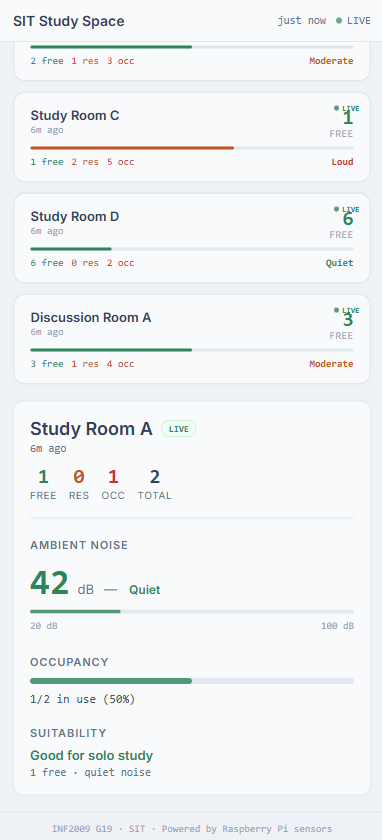 SIT Study Space
just now LIVE
2 free 1 res 3 occ Moderate
Study Room C
LIVE
1
6m ago
FREE
1 free 2 res 5 occ Loud
Study Room D
LIVE
6
6m ago
FREE
6 free 0 res 2 occ Quiet
Discussion Room A
LIVE
3
6m ago
FREE
3 free 1 res 4 occ Moderate
Study Room A LIVE
6m ago
1 0 1 2
FREE RES OCC TOTAL
AMBIENT NOISE
42 dB — Quiet
20 dB 100 dB
OCCUPANCY
1/2 in use (50%)
SUITABILITY
Good for solo study
1 free · quiet noise
INF2009 G19 · SIT · Powered by Raspberry Pi sensors